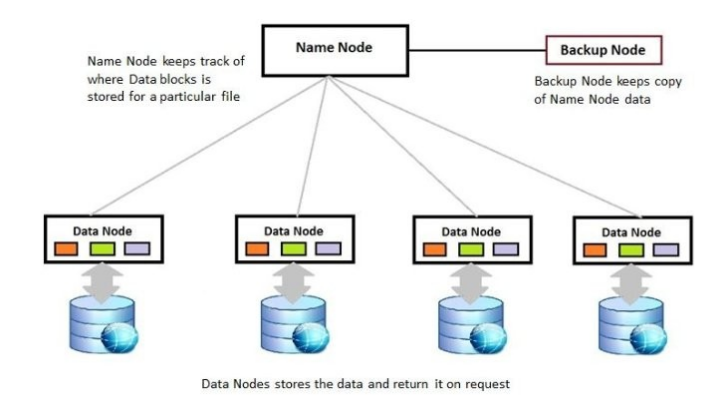 Name Node
Backup Node
Name Node keeps track of
where Data blocks is
stored for a particular file
Backup Node keeps copy
of Name Node data
Data Node
Data Node
Data Node
Data Node
Data Nodes stores the data and return it on request